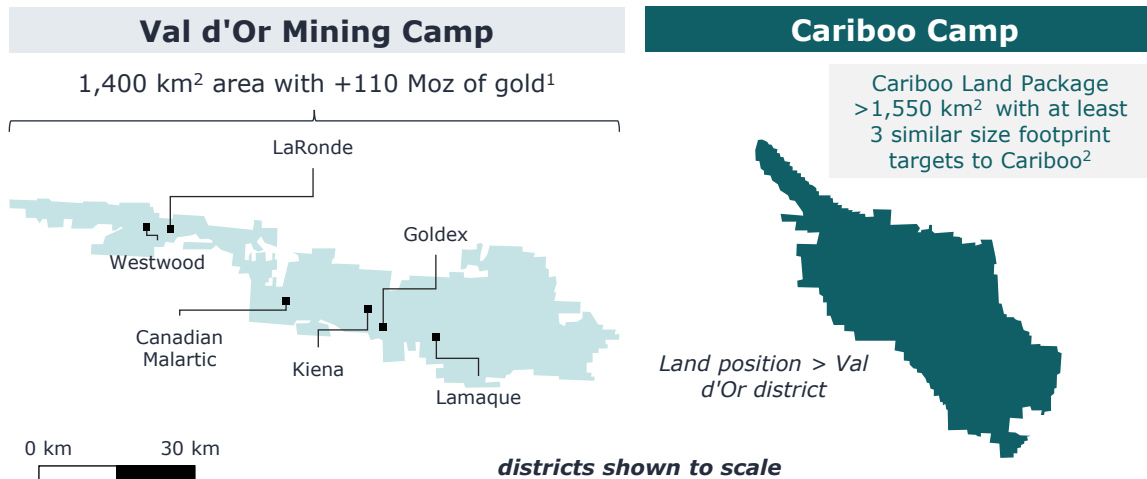 Val d'Or Mining Camp
1,400 km² area with +110 Moz of gold¹
LaRonde
Westwood
Goldex
Canadian
Malartic
Kiena
Lamaque
0 km
30 km
Cariboo Camp
Cariboo Land Package
>1,550 km² with at least
3 similar size footprint
targets to Cariboo²
Land position > Val
d'Or district
districts shown to scale